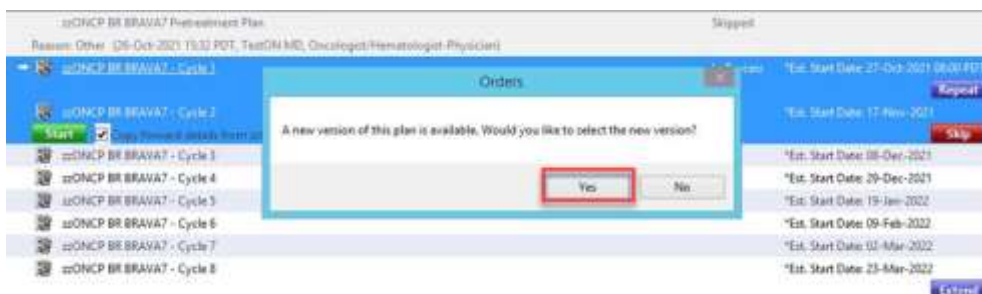 zzONCP BR BRAVA7 Pretreatment Plan Skipped
Reason: Other (26-Oct-2021 15:32 PDT, TestON MD, Oncologist/Hematologist-Physician)
zzONCP BR BRAVA7 - Cycle 1 *Est. Start Date: 27-Oct-2021 08:00 PDT
Repeat
zzONCP BR BRAVA7 - Cycle 2 *Est. Start Date: 17-Nov-2021
Start Copy forward details from Skip
zzONCP BR BRAVA7 - Cycle 3 *Est. Start Date: 08-Dec-2021
zzONCP BR BRAVA7 - Cycle 4 *Est. Start Date: 29-Dec-2021
zzONCP BR BRAVA7 - Cycle 5 *Est. Start Date: 19-Jan-2022
zzONCP BR BRAVA7 - Cycle 6 *Est. Start Date: 09-Feb-2022
zzONCP BR BRAVA7 - Cycle 7 *Est. Start Date: 02-Mar-2022
zzONCP BR BRAVA7 - Cycle 8 *Est. Start Date: 23-Mar-2022
Extend
Orders
A new version of this plan is available. Would you like to select the new version?
Yes No